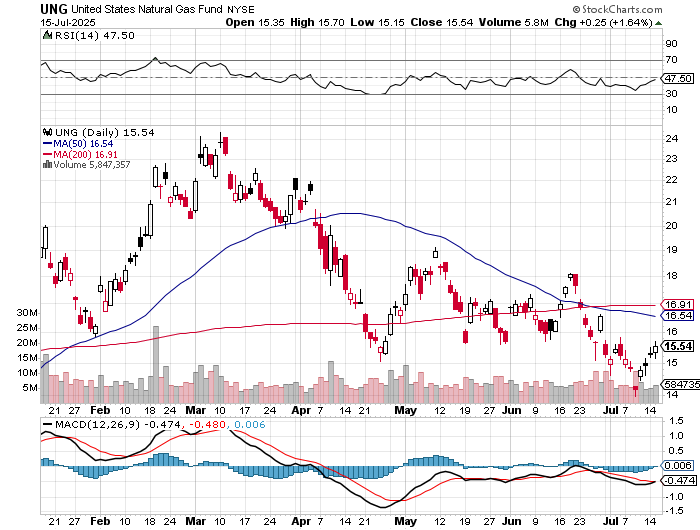 UNG United States Natural Gas Fund NYSE © StockCharts.com
15-Jul-2025 Open 15.35 High 15.70 Low 15.15 Close 15.54 Volume 5.8M Chg +0.25 (+1.64%)
RSI(14) 47.50
90
70
47.50
30
10
UNG (Daily) 15.54
MA(50) 16.54
MA(200) 16.91
Volume 5,847,357
24
23
22
21
20
19
18
17
16.91
16.54
16
15.54
14
30M
25M
20M
15M
10M
5M
584735
21 27 Feb 10 18 24 Mar 10 17 24 Apr 7 14 21 May 12 19 27 Jun 9 16 23 Jul 7 14
MACD(12,26,9) -0.474, -0.480, 0.006
1.5
1.0
0.5
0.006
-0.474
-1.0
-1.5
21 27 Feb 10 18 24 Mar 10 17 24 Apr 7 14 21 May 12 19 27 Jun 9 16 23 Jul 7 14